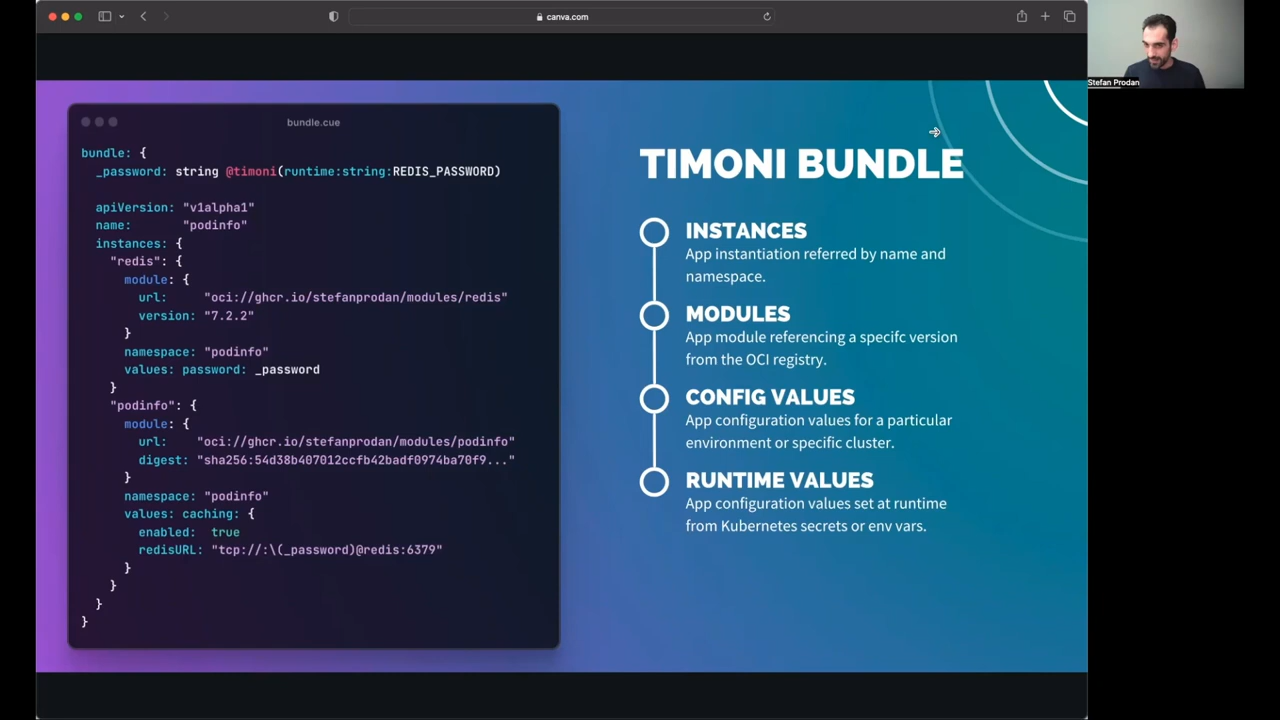 canva.com
Stefan Prodan
bundle.cue
bundle: {
  _password: string @timoni(runtime:string:REDIS_PASSWORD)
  apiVersion: "v1alpha1"
  name:       "podinfo"
  instances: {
    "redis": {
      module: {
        url:     "oci://ghcr.io/stefanprodan/modules/redis"
        version: "7.2.2"
      }
      namespace: "podinfo"
      values: password: _password
    }
    "podinfo": {
      module: {
        url:    "oci://ghcr.io/stefanprodan/modules/podinfo"
        digest: "sha256:54d38b407012ccfb42badf0974ba70f9..."
      }
      namespace: "podinfo"
      values: caching: {
        enabled:  true
        redisURL: "tcp://:\(_password)@redis:6379"
      }
    }
  }
}
TIMONI BUNDLE
INSTANCES
App instantiation referred by name and
namespace.
MODULES
App module referencing a specifc version
from the OCI registry.
CONFIG VALUES
App configuration values for a particular
environment or specific cluster.
RUNTIME VALUES
App configuration values set at runtime
from Kubernetes secrets or env vars.